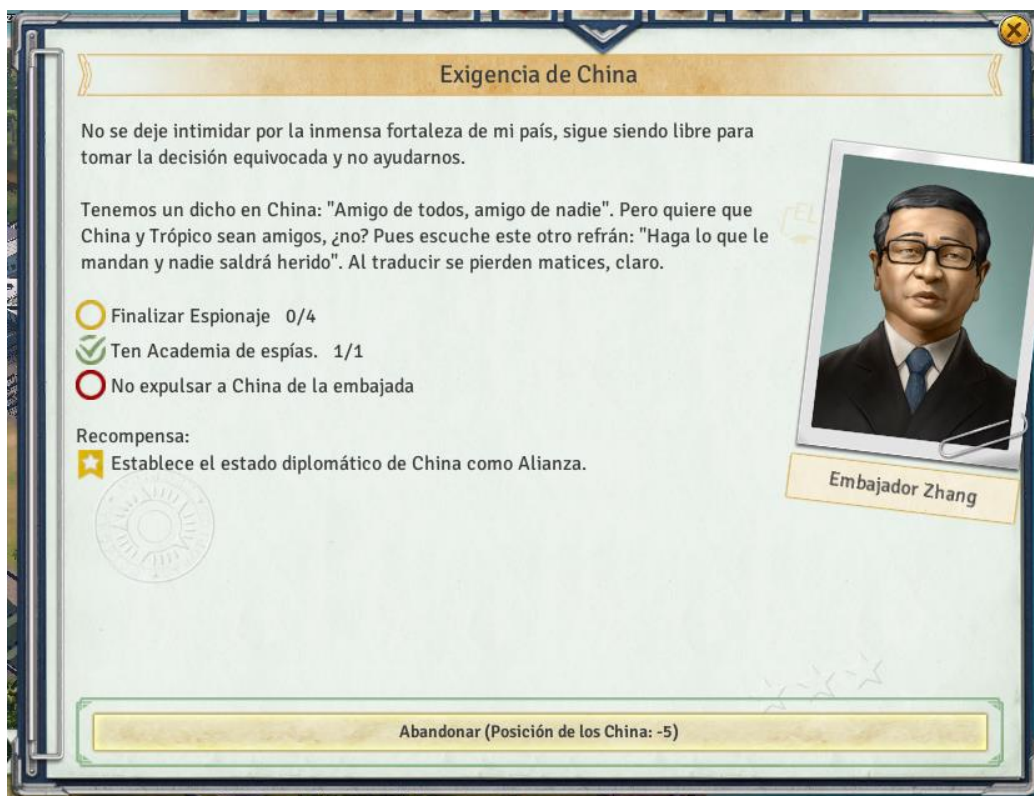 Exigencia de China
No se deje intimidar por la inmensa fortaleza de mi país, sigue siendo libre para
tomar la decisión equivocada y no ayudarnos.
Tenemos un dicho en China: "Amigo de todos, amigo de nadie". Pero quiere que
China y Trópico sean amigos, ¿no? Pues escuche este otro refrán: "Haga lo que le
mandan y nadie saldrá herido". Al traducir se pierden matices, claro.
Finalizar Espionaje 0/4
Ten Academia de espías. 1/1
No expulsar a China de la embajada
Recompensa:
Establece el estado diplomático de China como Alianza.
Embajador Zhang
Abandonar (Posición de los China: -5)